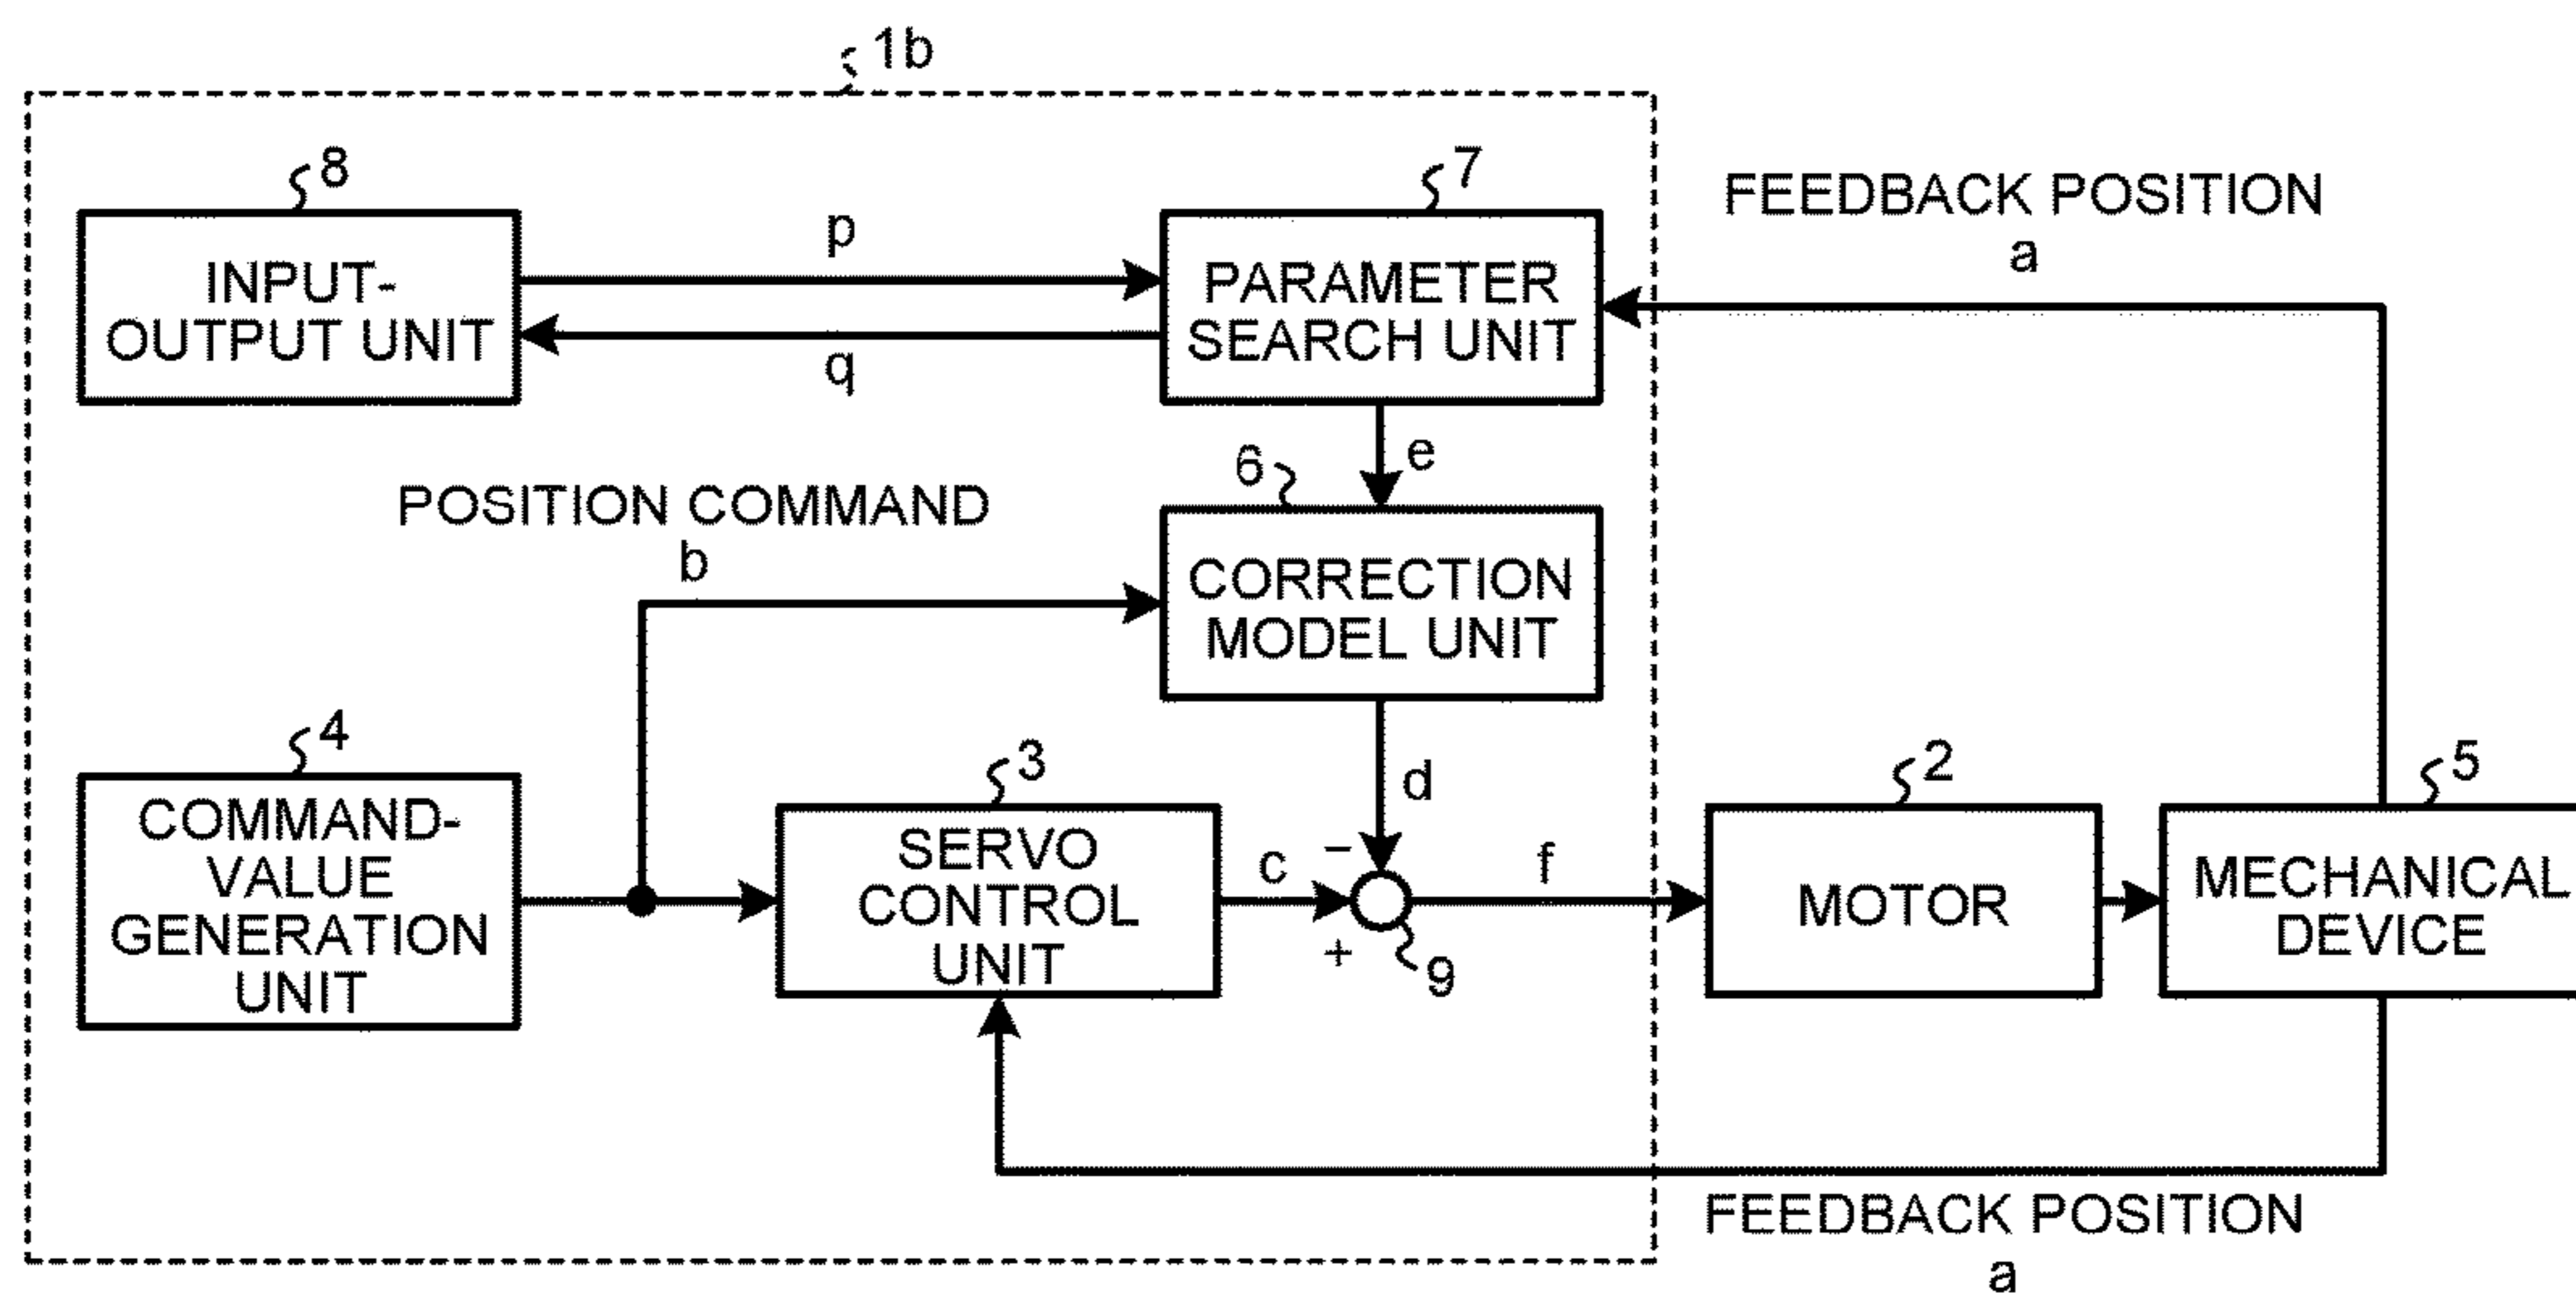 1b
8
INPUT-
OUTPUT UNIT
p
q
7
PARAMETER
SEARCH UNIT
FEEDBACK POSITION
a
e
6
CORRECTION
MODEL UNIT
POSITION COMMAND
b
4
COMMAND-
VALUE
GENERATION
UNIT
3
SERVO
CONTROL
UNIT
c
d
−
+
9
f
2
MOTOR
5
MECHANICAL
DEVICE
FEEDBACK POSITION
a